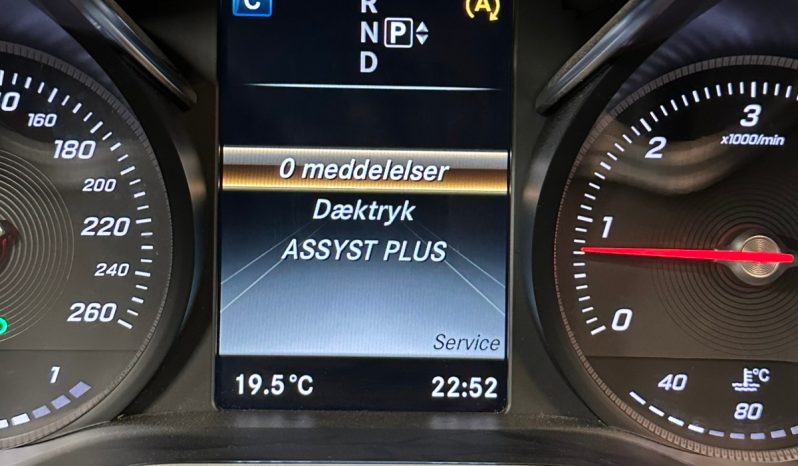 C
R
N P
D
A
160
180
200
220
240
260
1
0 meddelelser
Dæktryk
ASSYST PLUS
Service
19.5°C
22:52
3
x1000/min
2
1
0
40
°C
80